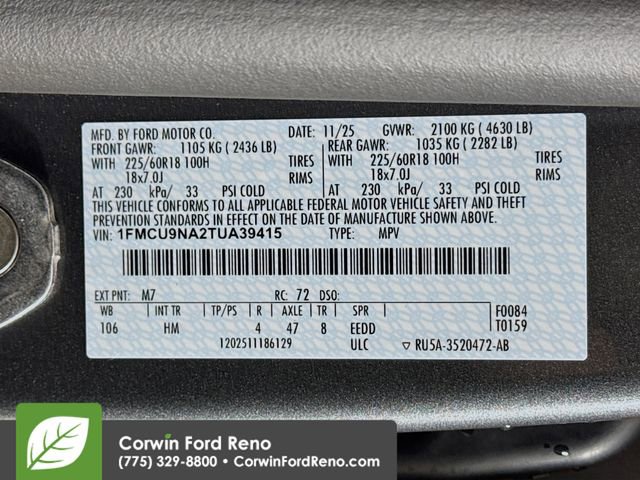 MFD. BY FORD MOTOR CO. DATE: 11/25 GVWR: 2100 KG ( 4630 LB)
FRONT GAWR: 1105 KG ( 2436 LB) REAR GAWR: 1035 KG ( 2282 LB)
WITH 225/60R18 100H TIRES WITH 225/60R18 100H TIRES
18x7.0J RIMS 18x7.0J RIMS
AT 230 kPa/ 33 PSI COLD AT 230 kPa/ 33 PSI COLD
THIS VEHICLE CONFORMS TO ALL APPLICABLE FEDERAL MOTOR VEHICLE SAFETY AND THEFT
PREVENTION STANDARDS IN EFFECT ON THE DATE OF MANUFACTURE SHOWN ABOVE.
VIN: 1FMCU9NA2TUA39415 TYPE: MPV
EXT PNT: M7 RC: 72 DSO:
WB INT TR TP/PS R AXLE TR SPR F0084
106 HM 4 47 8 EEDD T0159
1202511186129 ULC ▽ RU5A-3520472-AB
Corwin Ford Reno
(775) 329-8800 • CorwinFordReno.com